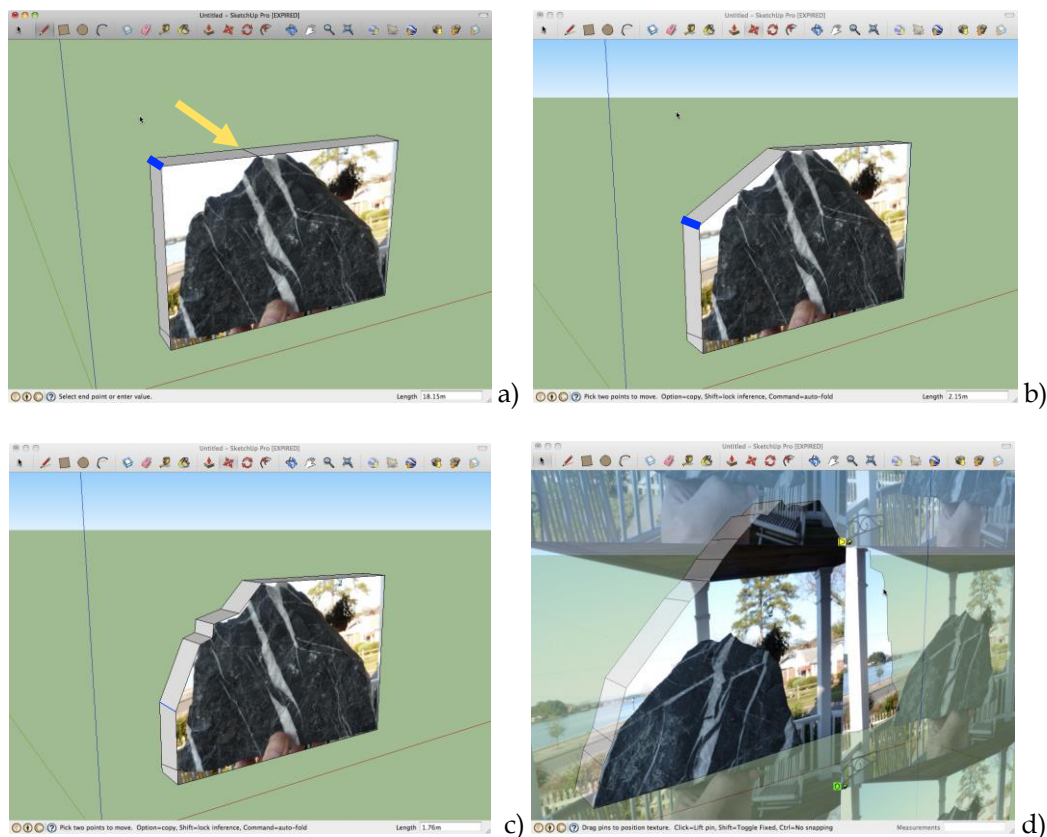 Untitled - SketchUp Pro [EXPIRED]
Select end point or enter value.
Length 18.15m
a)
Untitled - SketchUp Pro [EXPIRED]
Pick two points to move. Option=copy, Shift=lock inference, Command=auto-fold
Length 2.15m
b)
Untitled - SketchUp Pro [EXPIRED]
Pick two points to move. Option=copy, Shift=lock inference, Command=auto-fold
Length 1.76m
c)
Untitled - SketchUp Pro [EXPIRED]
Drag pins to position texture. Click=Lift pin, Shift=Toggle Fixed, Ctrl=No snapping
Measurements
d)